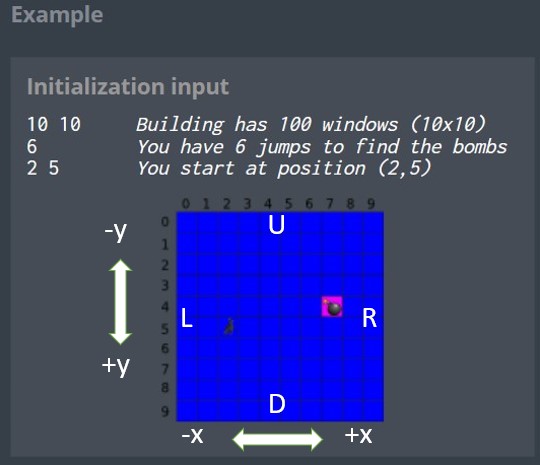 Example
Initialization input
10 10 Building has 100 windows (10x10)
6 You have 6 jumps to find the bombs
2 5 You start at position (2,5)
0 1 2 3 4 5 6 7 8 9
U
-y
0
1
2
3
4
L
R
5
6
+y
7
8
D
9
-x
+x